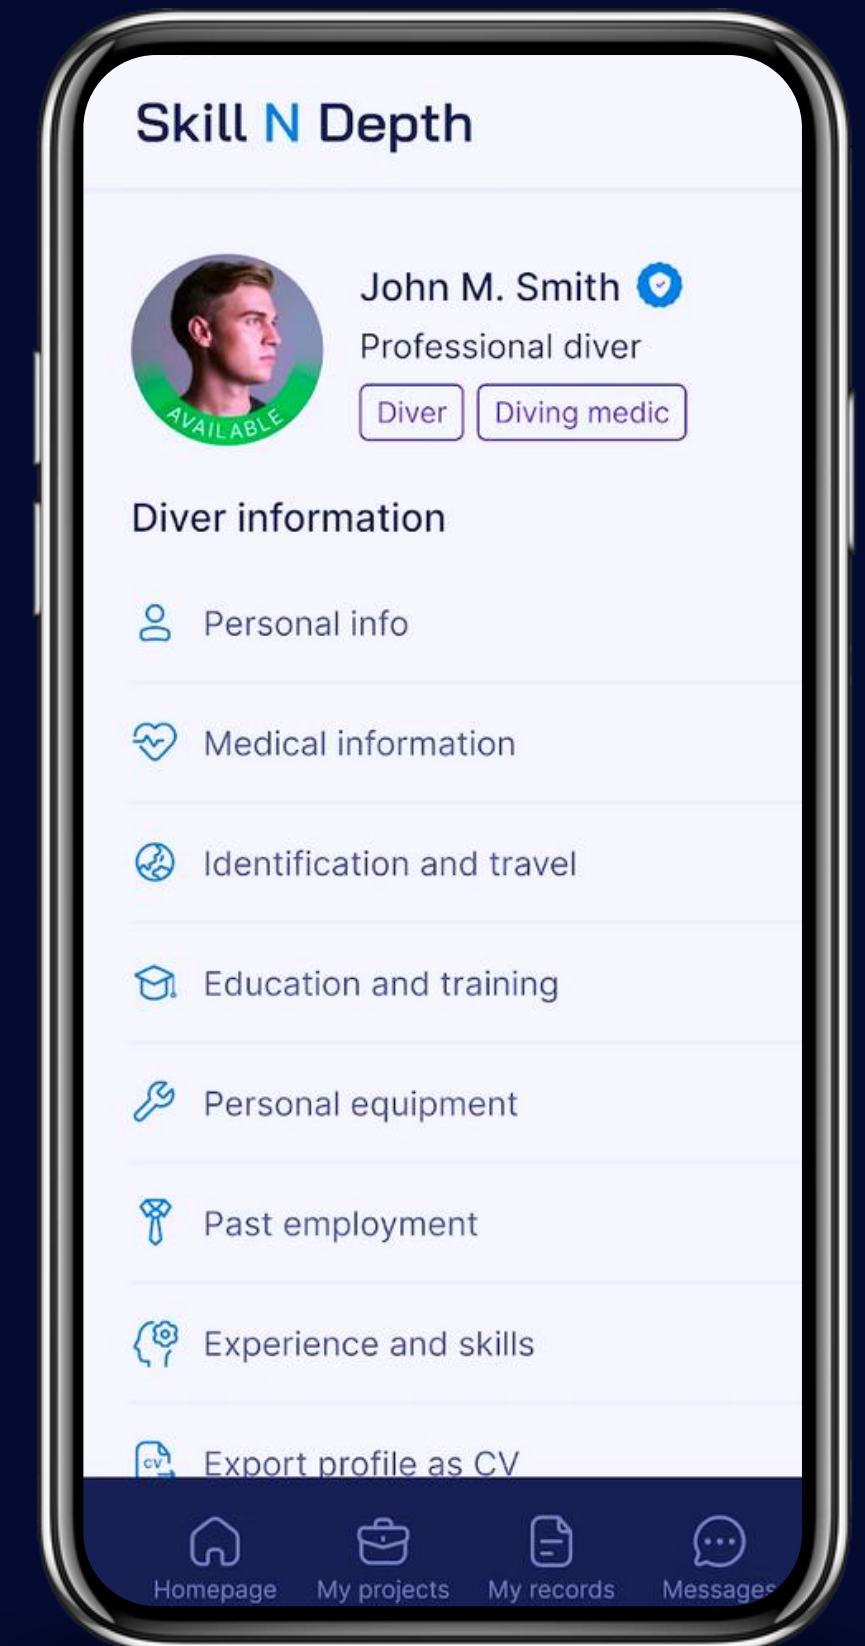 Skill N Depth
John M. Smith
Professional diver
AVAILABLE
Diver
Diving medic
Diver information
Personal info
Medical information
Identification and travel
Education and training
Personal equipment
Past employment
Experience and skills
CV
Export profile as CV
Homepage
My projects
My records
Messages